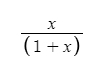 x
(1 + x)